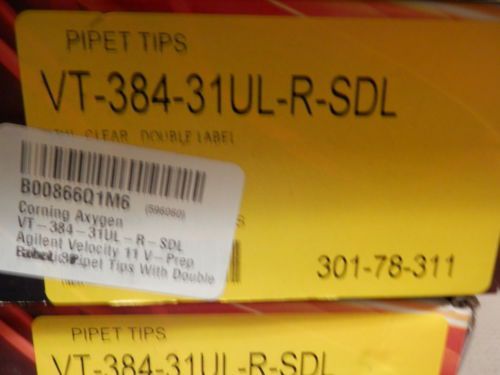 PIPET TIPS
VT-384-31UL-R-SDL
CLEAR, DOUBLE LABEL
B00866Q1M6 (596060)
Corning Axygen
VT-384-31UL-R-SDL
Agilent Velocity 11 V-Prep
Pipet Tips With Double
301-78-311
PIPET TIPS
VT-384-31UL-R-SDL